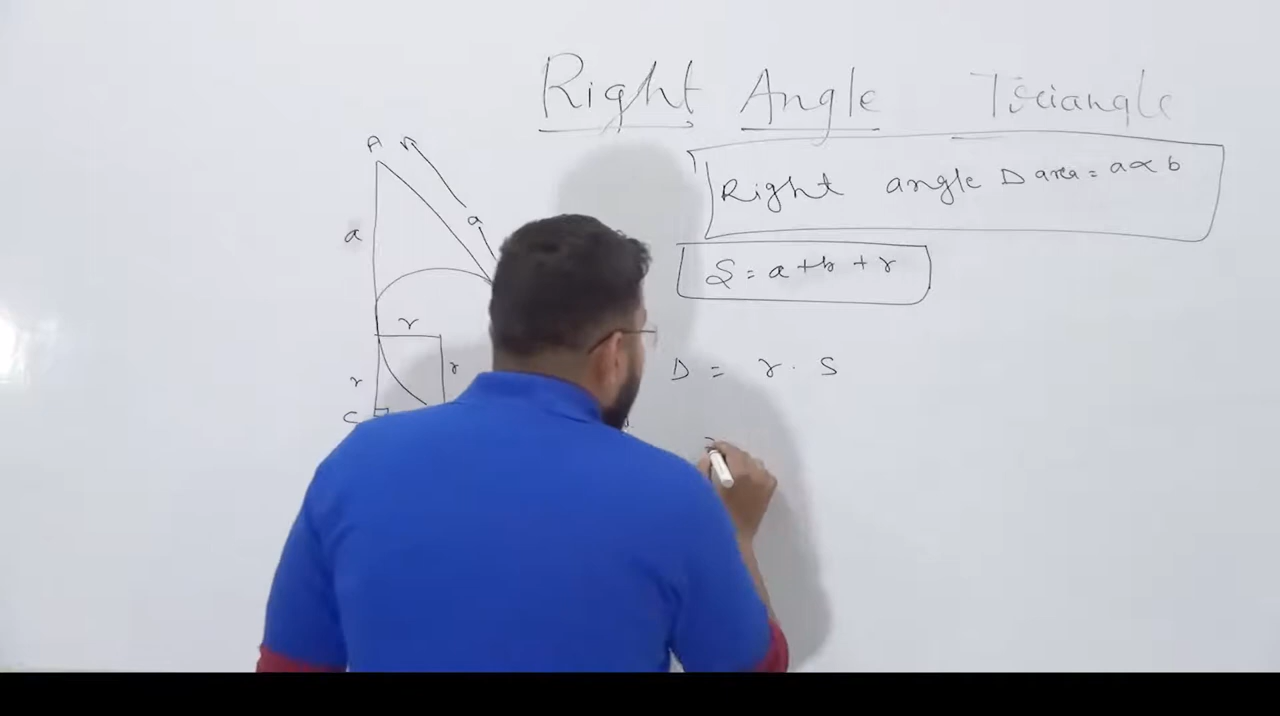 Right Angle Triangle
Right angle Δ area = a × b
S = a + b + r
Δ = r . S
A
a
a
r
r
r
C